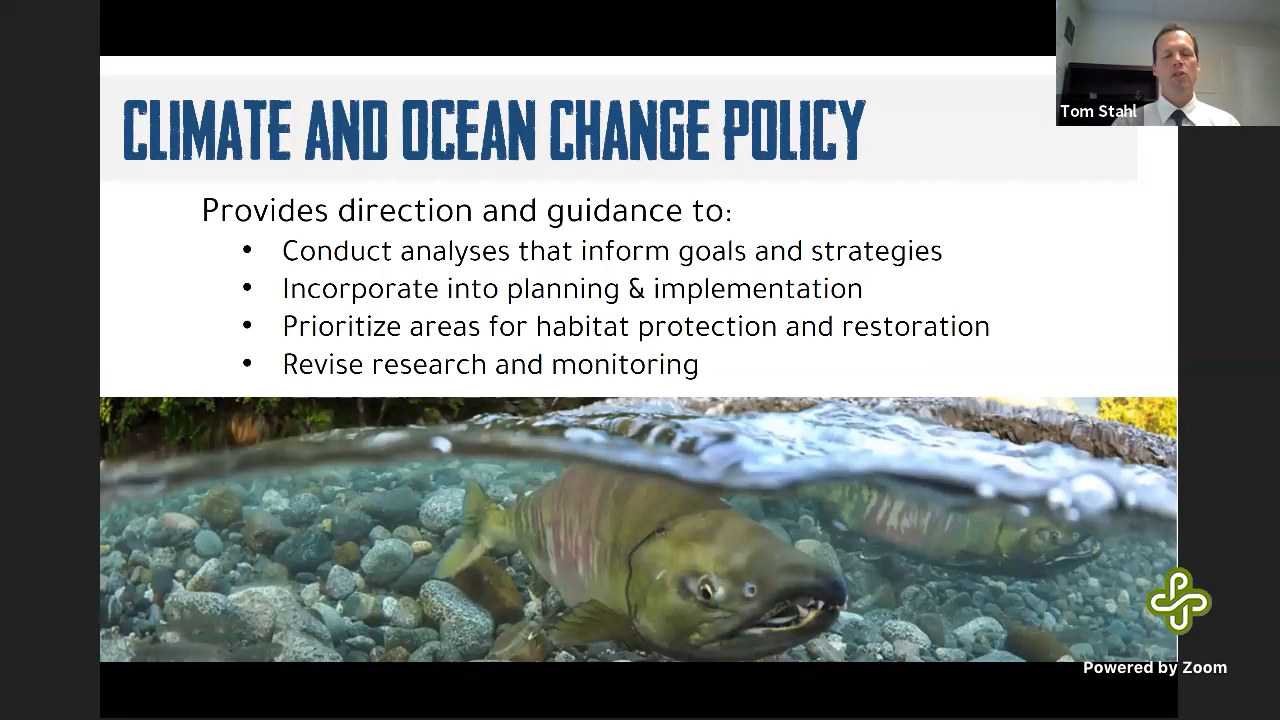 CLIMATE AND OCEAN CHANGE POLICY
Tom Stahl
Provides direction and guidance to:
• Conduct analyses that inform goals and strategies
• Incorporate into planning & implementation
• Prioritize areas for habitat protection and restoration
• Revise research and monitoring
Powered by Zoom